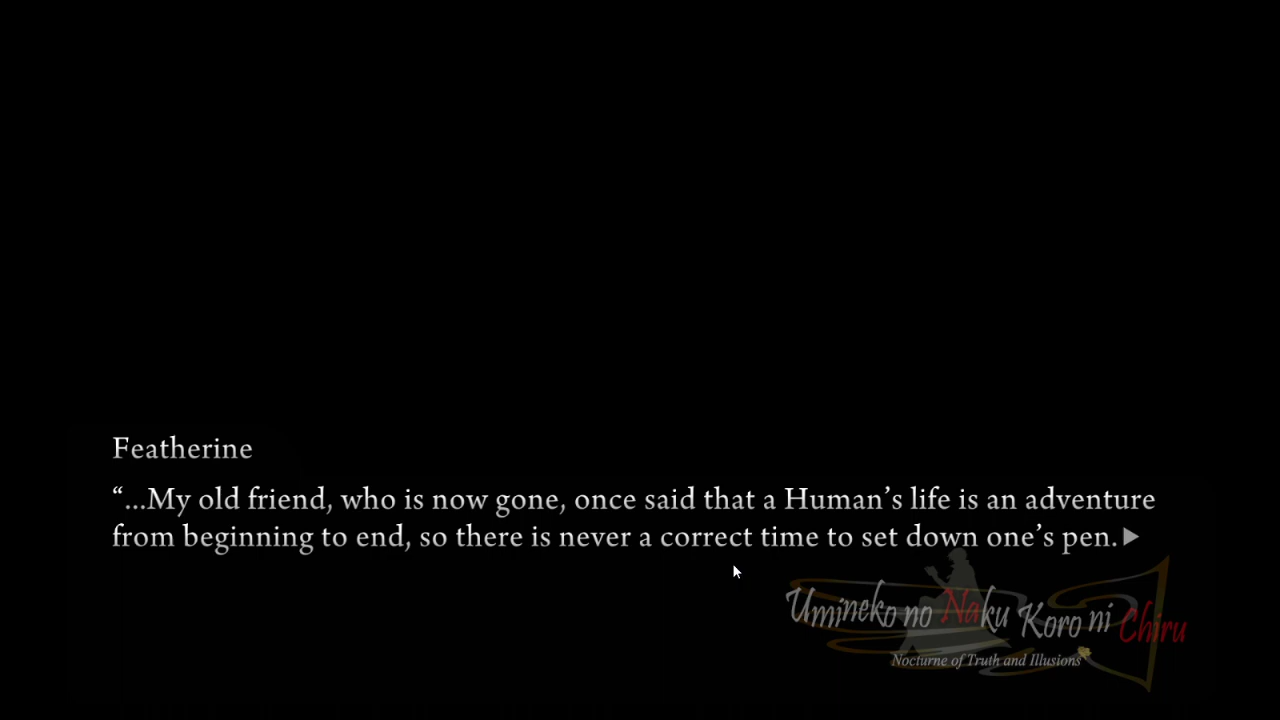 Featherine
“...My old friend, who is now gone, once said that a Human’s life is an adventure
from beginning to end, so there is never a correct time to set down one’s pen.
Umineko no Naku Koro ni Chiru
Nocturne of Truth and Illusions